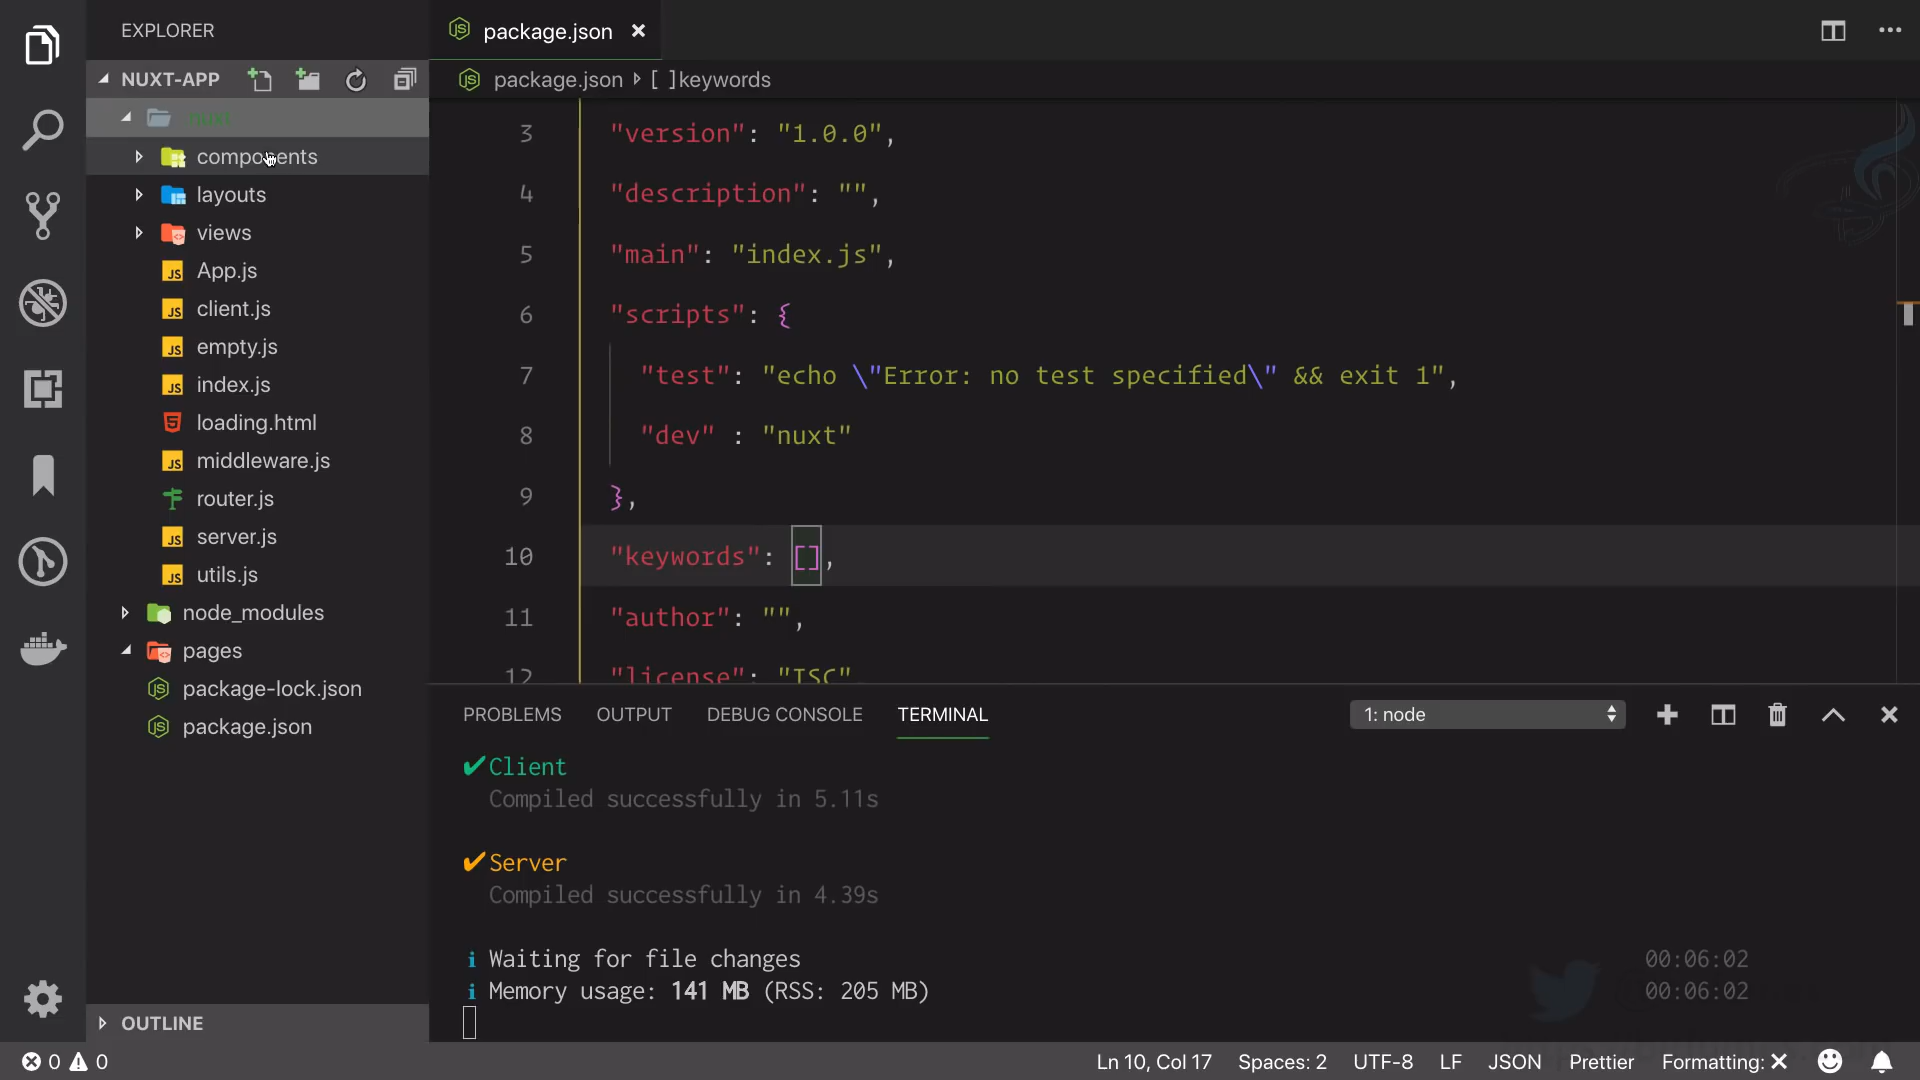 EXPLORER
NUXT-APP
.nuxt
components
layouts
views
App.js
client.js
empty.js
index.js
loading.html
middleware.js
router.js
server.js
utils.js
node_modules
pages
package-lock.json
package.json
OUTLINE
package.json
package.json [ ] keywords
3 "version": "1.0.0",
4 "description": "",
5 "main": "index.js",
6 "scripts": {
7 "test": "echo \"Error: no test specified\" && exit 1",
8 "dev" : "nuxt"
9 },
10 "keywords": [],
11 "author": "",
12 "license": "ISC"
PROBLEMS OUTPUT DEBUG CONSOLE TERMINAL 1: node
✔Client
Compiled successfully in 5.11s
✔Server
Compiled successfully in 4.39s
i Waiting for file changes 00:06:02
i Memory usage: 141 MB (RSS: 205 MB) 00:06:02
0 0 Ln 10, Col 17 Spaces: 2 UTF-8 LF JSON Prettier Formatting: ✕